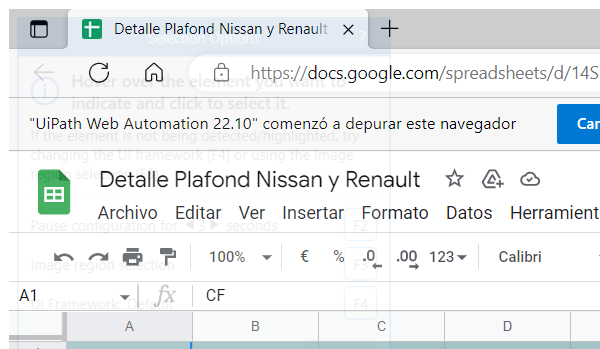 Detalle Plafond Nissan y Renault
Selection Options
https://docs.google.com/spreadsheets/d/14S
Hover over the element you want to
indicate and click to select it.
"UiPath Web Automation 22.10" comenzó a depurar este navegador
Can
If the element is not being detected/highlighted, try
changing the UI framework (F4) or using the Image
region selection
Detalle Plafond Nissan y Renault
Archivo Editar Ver Insertar Formato Datos Herramient
Pause configuration for 3 seconds F2
100% € % .0 .00 123 Calibri
Image region selection F3
A1 fx CF
UI Framework: Default F4
A B C D